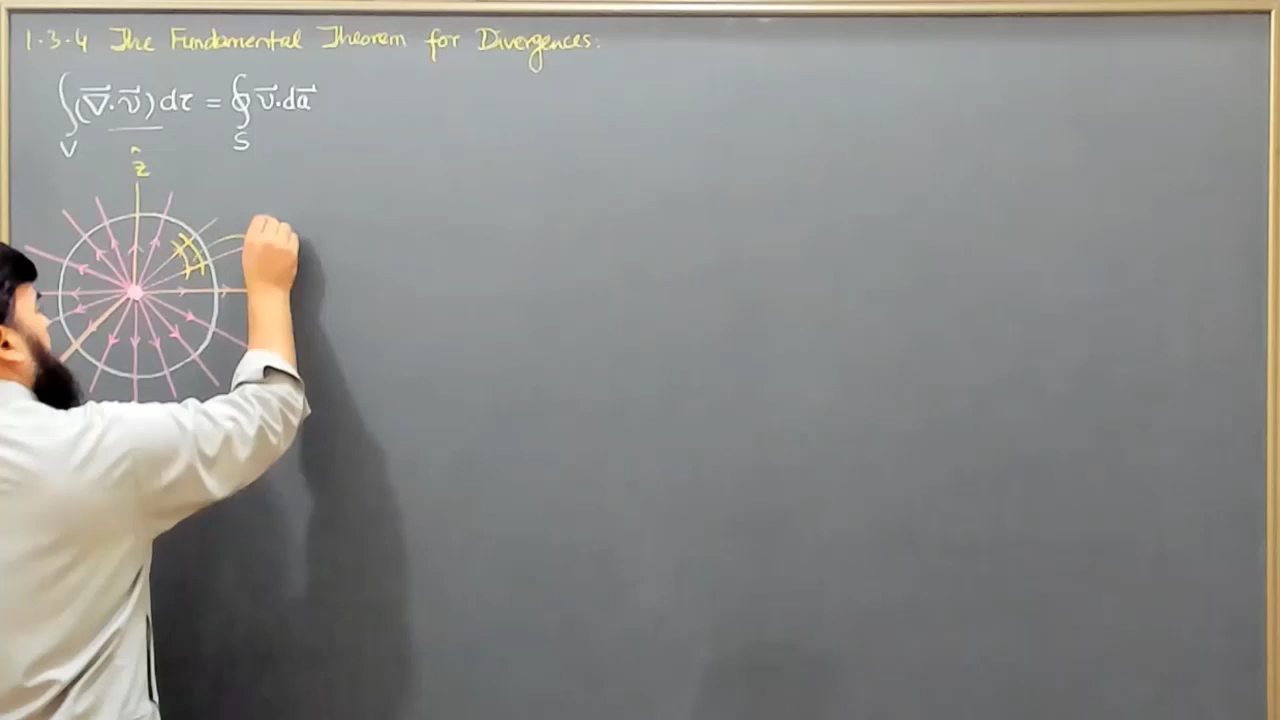 1.3.4 The Fundamental Theorem for Divergences:
∫(∇⃗·v⃗)dτ = ∮v⃗·da⃗
V S
ẑ